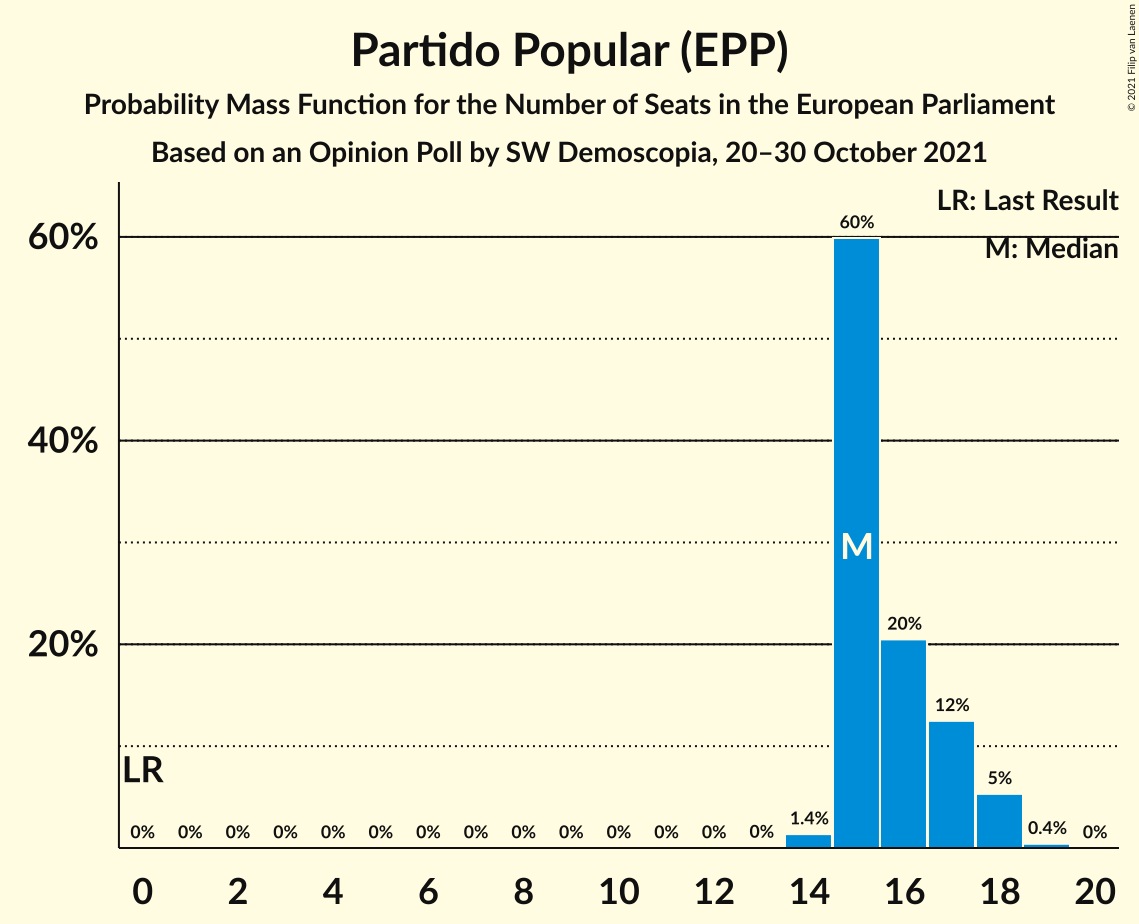 Partido Popular (EPP)
Probability Mass Function for the Number of Seats in the European Parliament
Based on an Opinion Poll by SW Demoscopia, 20–30 October 2021
© 2021 Filip van Laenen
LR: Last Result
M: Median
60%
40%
20%
60%
M
20%
12%
5%
LR
0% 0% 0% 0% 0% 0% 0% 0% 0% 0% 0% 0% 0% 0% 1.4% 0.4% 0%
0 2 4 6 8 10 12 14 16 18 20